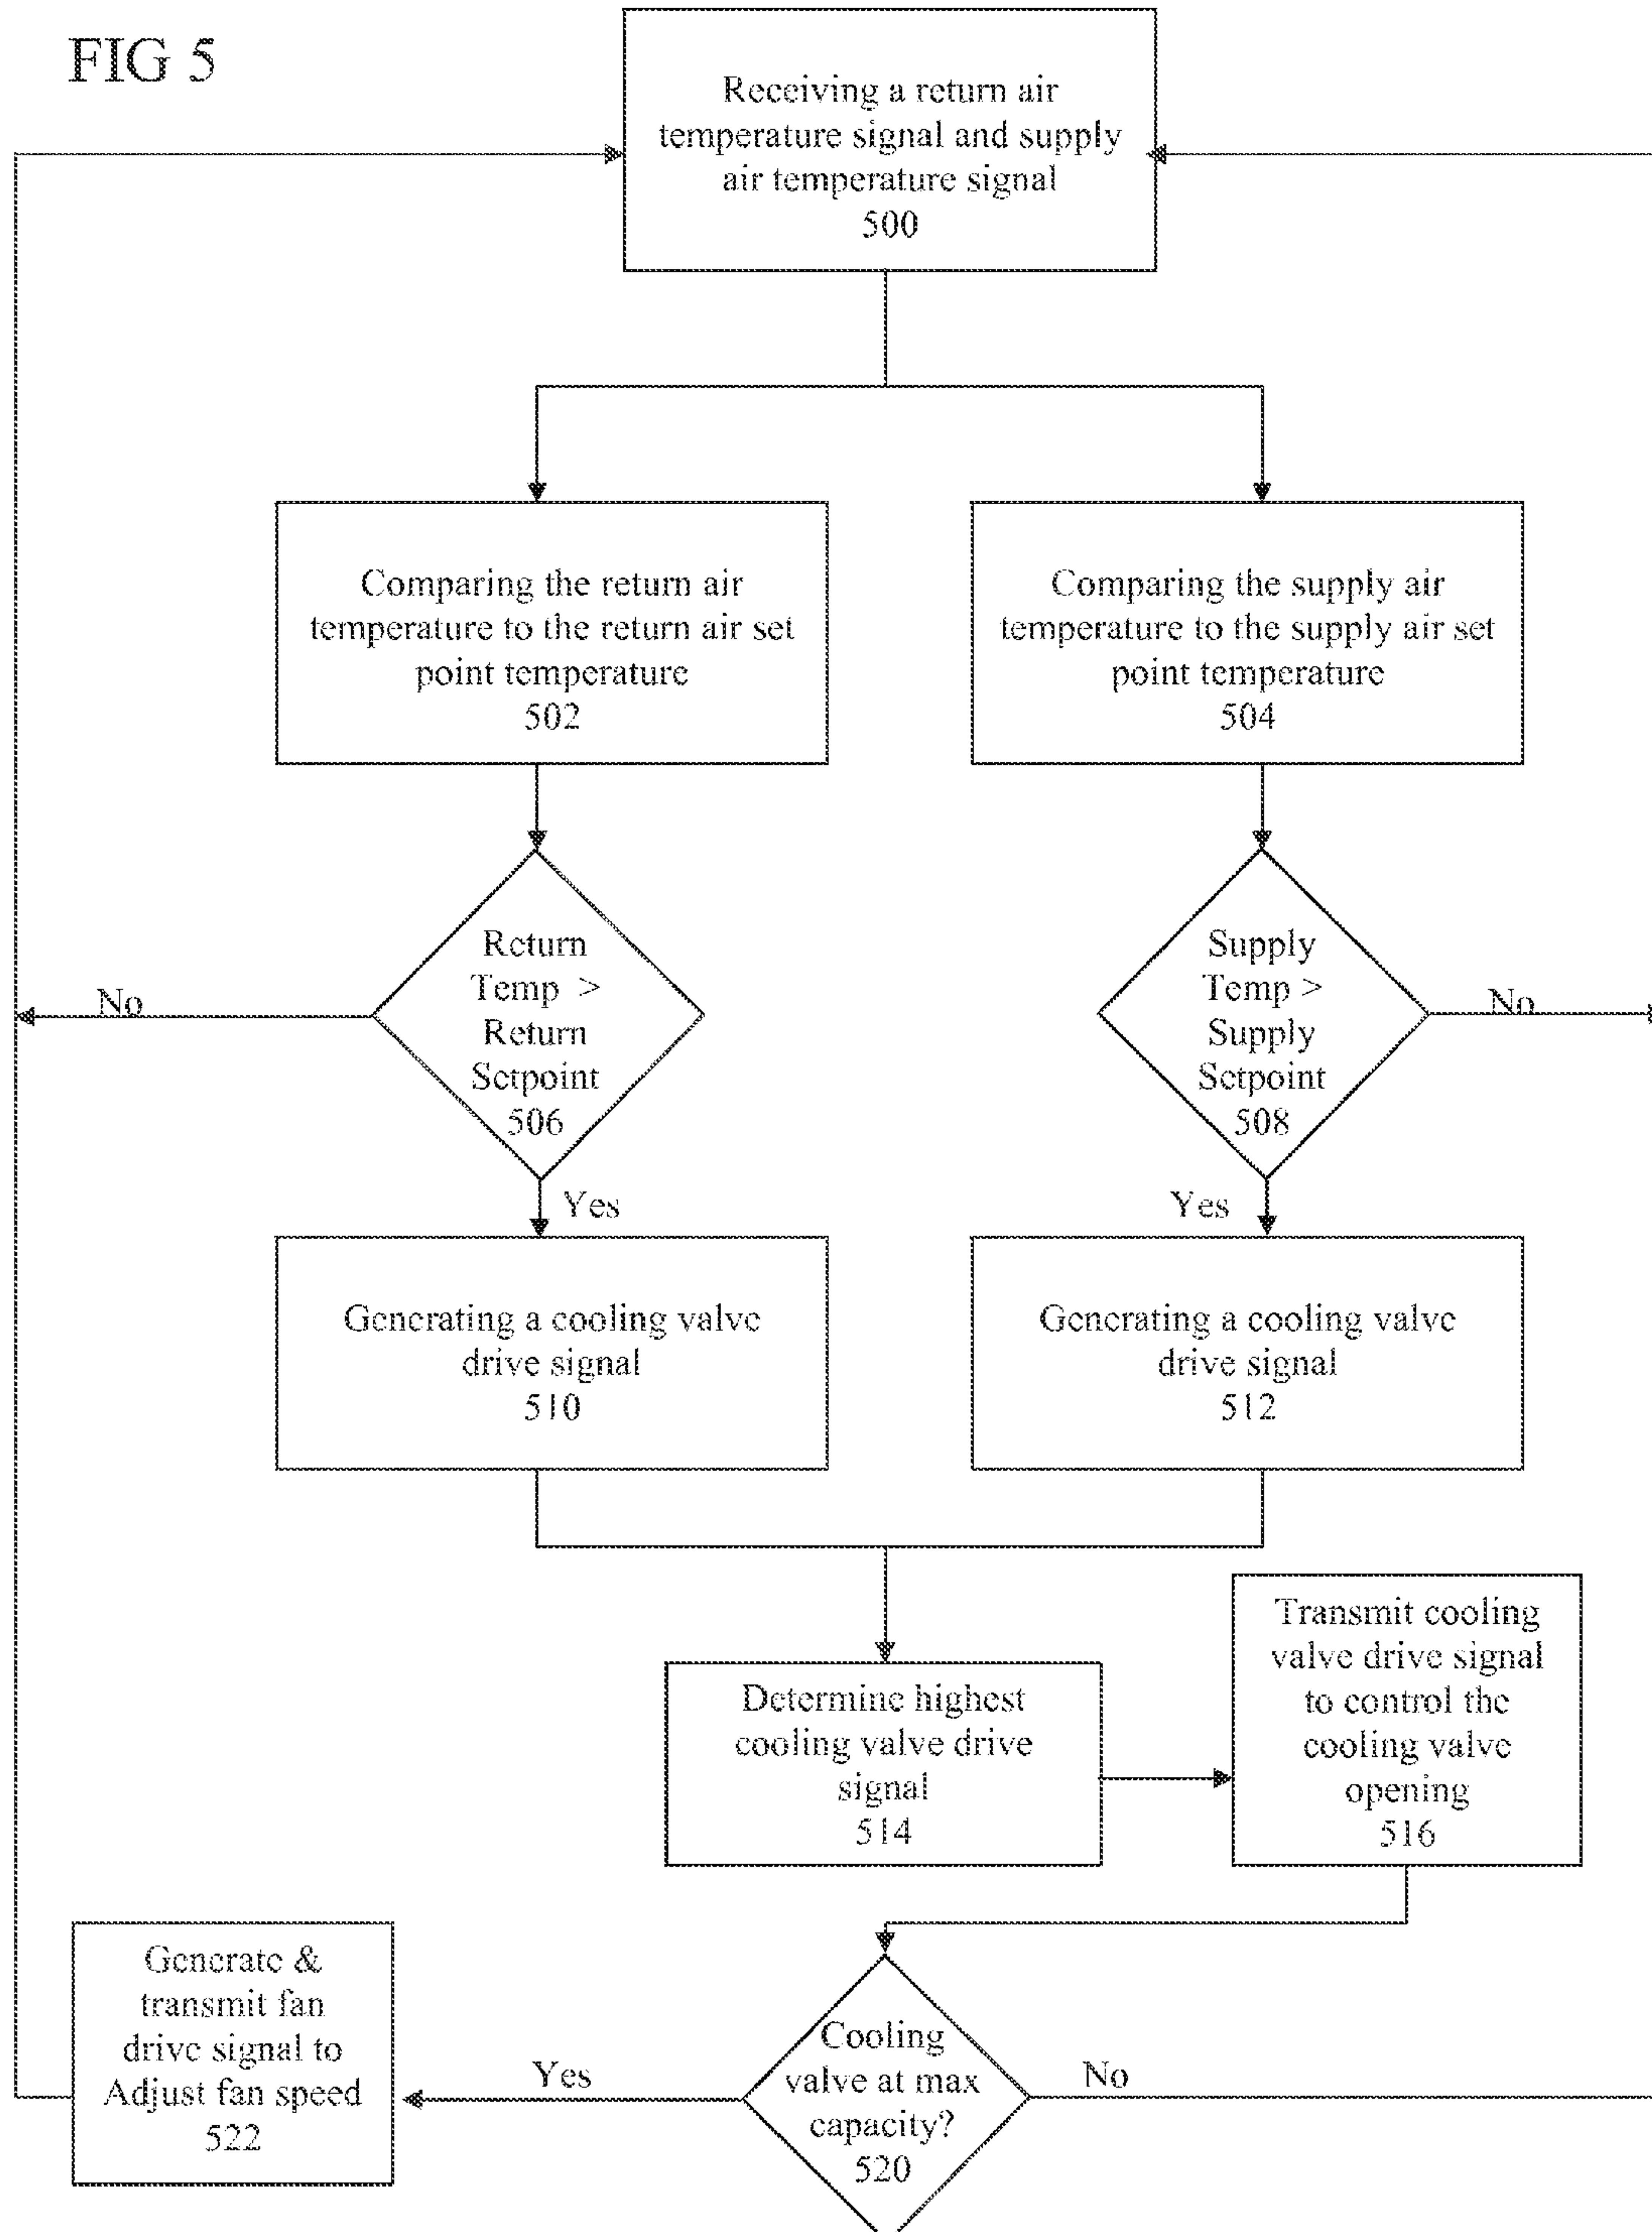 FIG 5
Receiving a return air
temperature signal and supply
air temperature signal
500
Comparing the return air
temperature to the return air set
point temperature
502
Comparing the supply air
temperature to the supply air set
point temperature
504
Return
Temp >
Return
Setpoint
506
No
Supply
Temp >
Supply
Setpoint
508
No
Yes
Yes
Generating a cooling valve
drive signal
510
Generating a cooling valve
drive signal
512
Determine highest
cooling valve drive
signal
514
Transmit cooling
valve drive signal
to control the
cooling valve
opening
516
Generate &
transmit fan
drive signal to
Adjust fan speed
522
Yes
Cooling
valve at max
capacity?
520
No